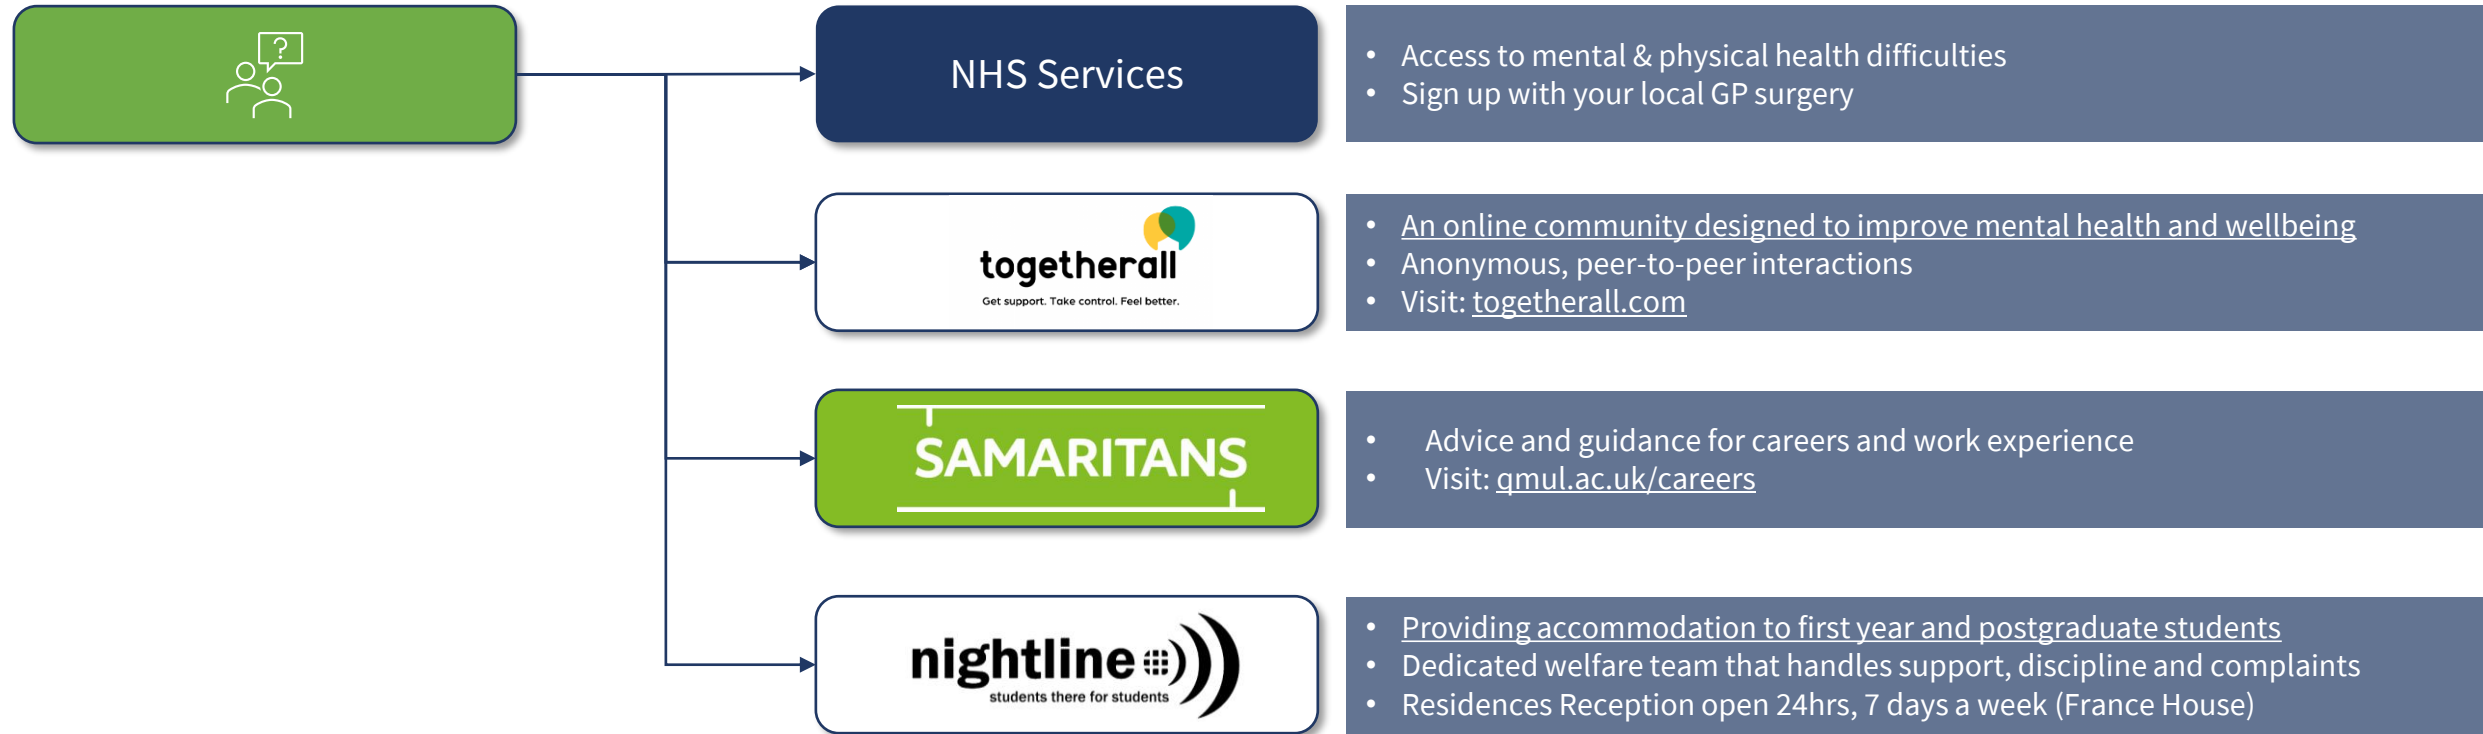 ?
NHS Services
• Access to mental & physical health difficulties
• Sign up with your local GP surgery
togetherall
Get support. Take control. Feel better.
• An online community designed to improve mental health and wellbeing
• Anonymous, peer-to-peer interactions
• Visit: togetherall.com
SAMARITANS
• Advice and guidance for careers and work experience
• Visit: qmul.ac.uk/careers
nightline
students there for students
• Providing accommodation to first year and postgraduate students
• Dedicated welfare team that handles support, discipline and complaints
• Residences Reception open 24hrs, 7 days a week (France House)